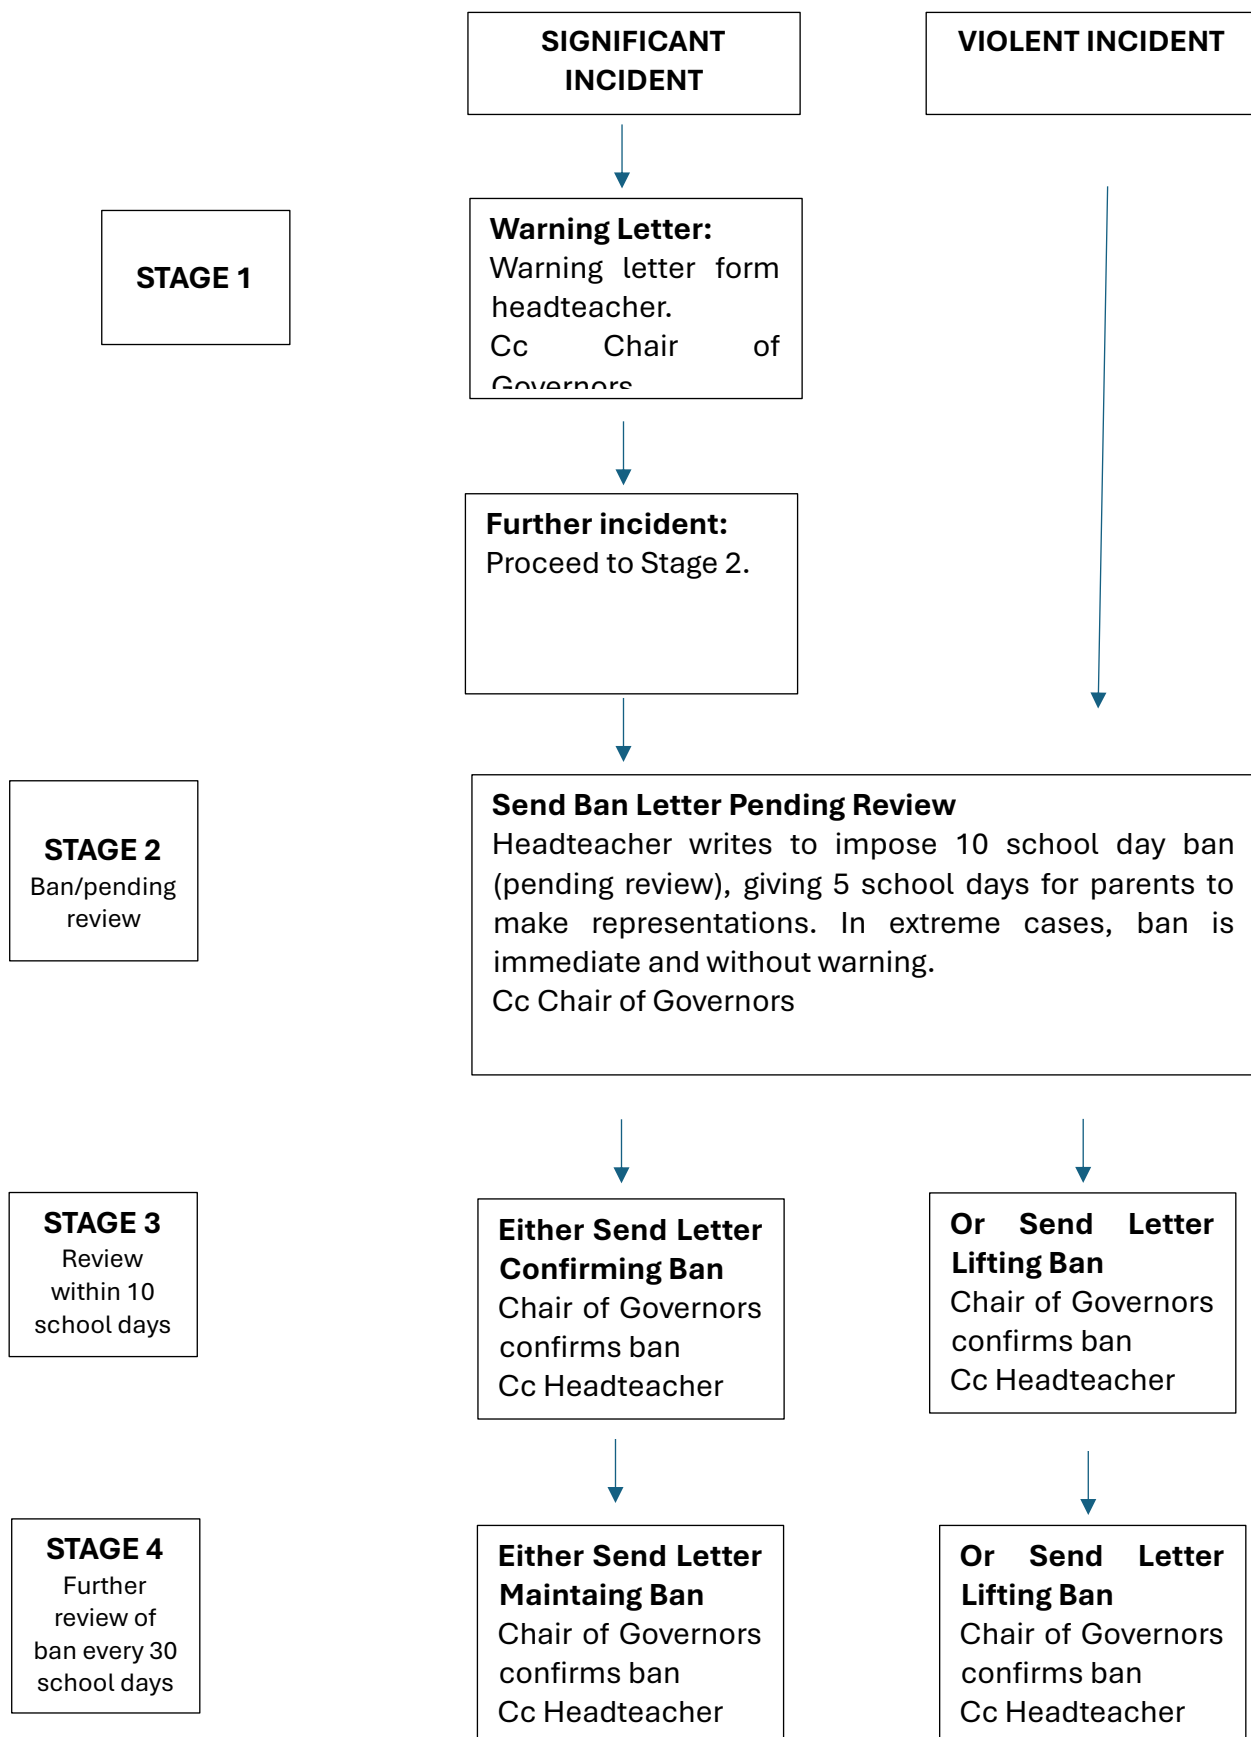 SIGNIFICANT
INCIDENT
VIOLENT INCIDENT
STAGE 1
Warning Letter:
Warning letter form
headteacher.
Cc Chair of
Governors
Further incident:
Proceed to Stage 2.
STAGE 2
Ban/pending
review
Send Ban Letter Pending Review
Headteacher writes to impose 10 school day ban
(pending review), giving 5 school days for parents to
make representations. In extreme cases, ban is
immediate and without warning.
Cc Chair of Governors
STAGE 3
Review
within 10
school days
Either Send Letter
Confirming Ban
Chair of Governors
confirms ban
Cc Headteacher
Or Send Letter
Lifting Ban
Chair of Governors
confirms ban
Cc Headteacher
STAGE 4
Further
review of
ban every 30
school days
Either Send Letter
Maintaing Ban
Chair of Governors
confirms ban
Cc Headteacher
Or Send Letter
Lifting Ban
Chair of Governors
confirms ban
Cc Headteacher